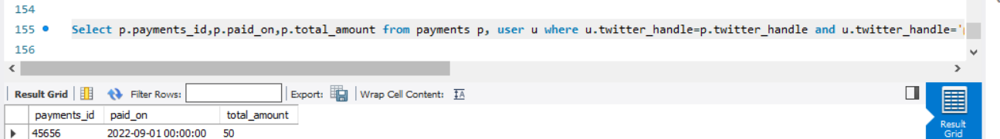 154
155 Select p.payments_id,p.paid_on,p.total_amount from payments p, user u where u.twitter_handle=p.twitter_handle and u.twitter_handle='
156
Result Grid Filter Rows: Export: Wrap Cell Content: IA
payments_id paid_on total_amount
45656 2022-09-01 00:00:00 50
Result
Grid